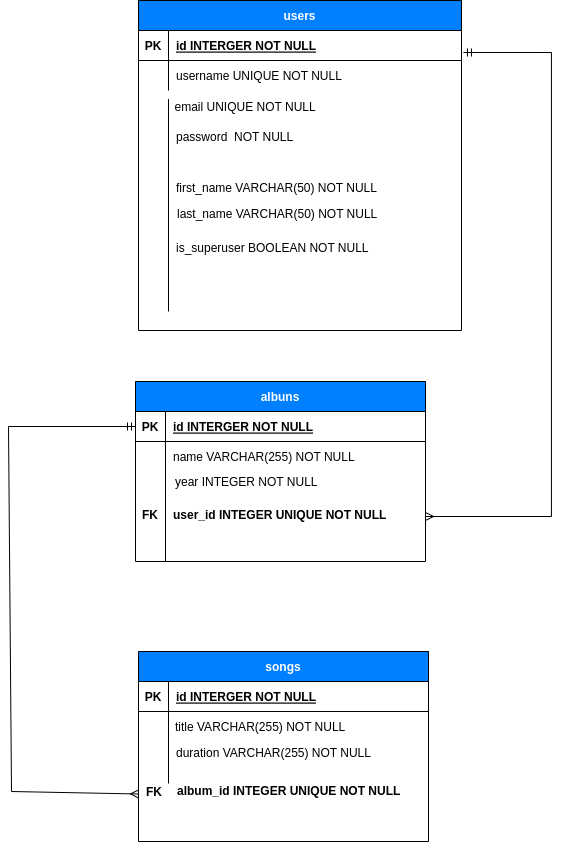 users
PK id INTERGER NOT NULL
username UNIQUE NOT NULL
email UNIQUE NOT NULL
password  NOT NULL
first_name VARCHAR(50) NOT NULL
last_name VARCHAR(50) NOT NULL
is_superuser BOOLEAN NOT NULL
albuns
PK id INTERGER NOT NULL
name VARCHAR(255) NOT NULL
year INTEGER NOT NULL
FK user_id INTEGER UNIQUE NOT NULL
songs
PK id INTERGER NOT NULL
title VARCHAR(255) NOT NULL
duration VARCHAR(255) NOT NULL
FK album_id INTEGER UNIQUE NOT NULL